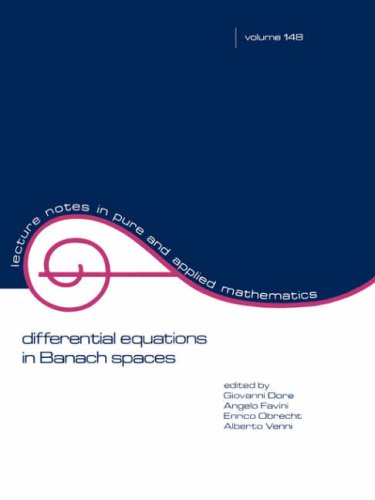 volume 148
lecture notes in pure and applied mathematics
differential equations
in Banach spaces
edited by
Giovanni Dore
Angelo Favini
Enrico Obrecht
Alberto Venni